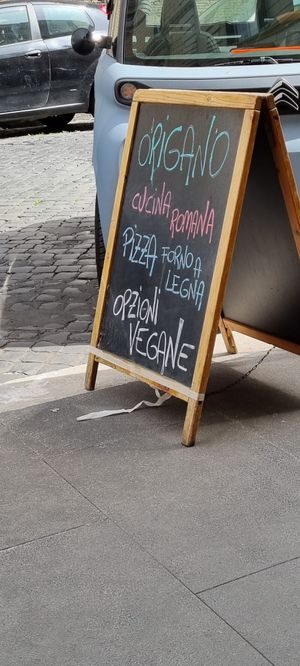 ORIGANO
CUCINA ROMANA
PIZZA FORNO A
LEGNA
OPZIONI
VEGANE